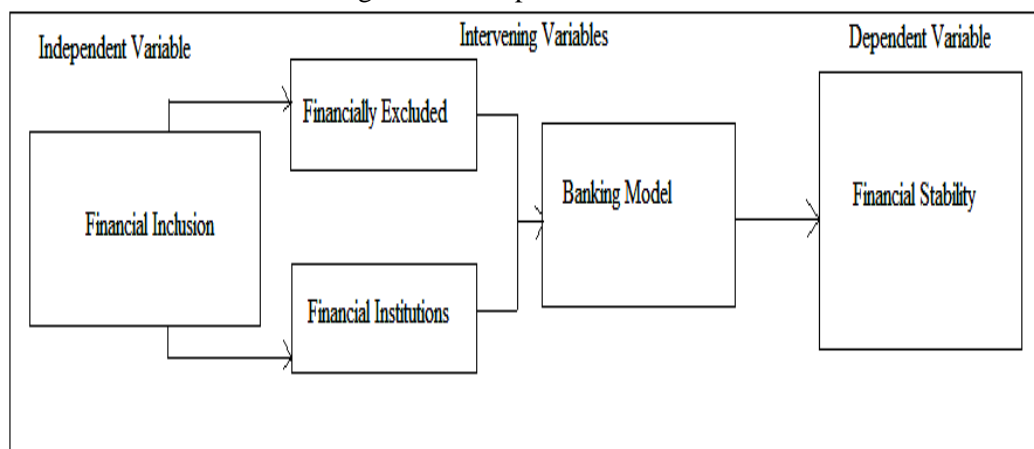 Independent Variable
Intervening Variables
Dependent Variable
Financially Excluded
Financial Inclusion
Banking Model
Financial Stability
Financial Institutions